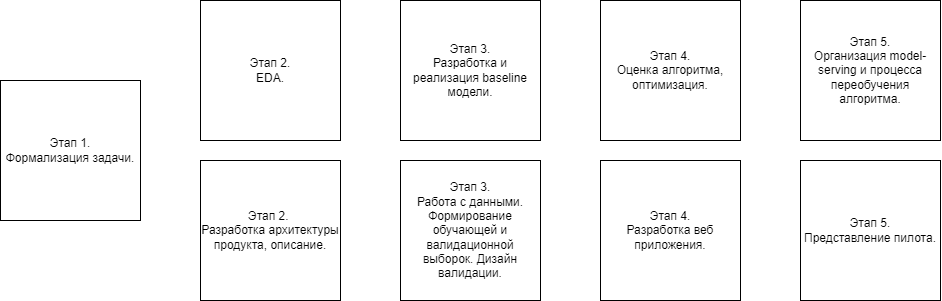 Этап 1.
Формализация задачи.
Этап 2.
EDA.
Этап 3.
Разработка и
реализация baseline
модели.
Этап 4.
Оценка алгоритма,
оптимизация.
Этап 5.
Организация model-
serving и процесса
переобучения
алгоритма.
Этап 2.
Разработка архитектуры
продукта, описание.
Этап 3.
Работа с данными.
Формирование
обучающей и
валидационной
выборок. Дизайн
валидации.
Этап 4.
Разработка веб
приложения.
Этап 5.
Представление пилота.